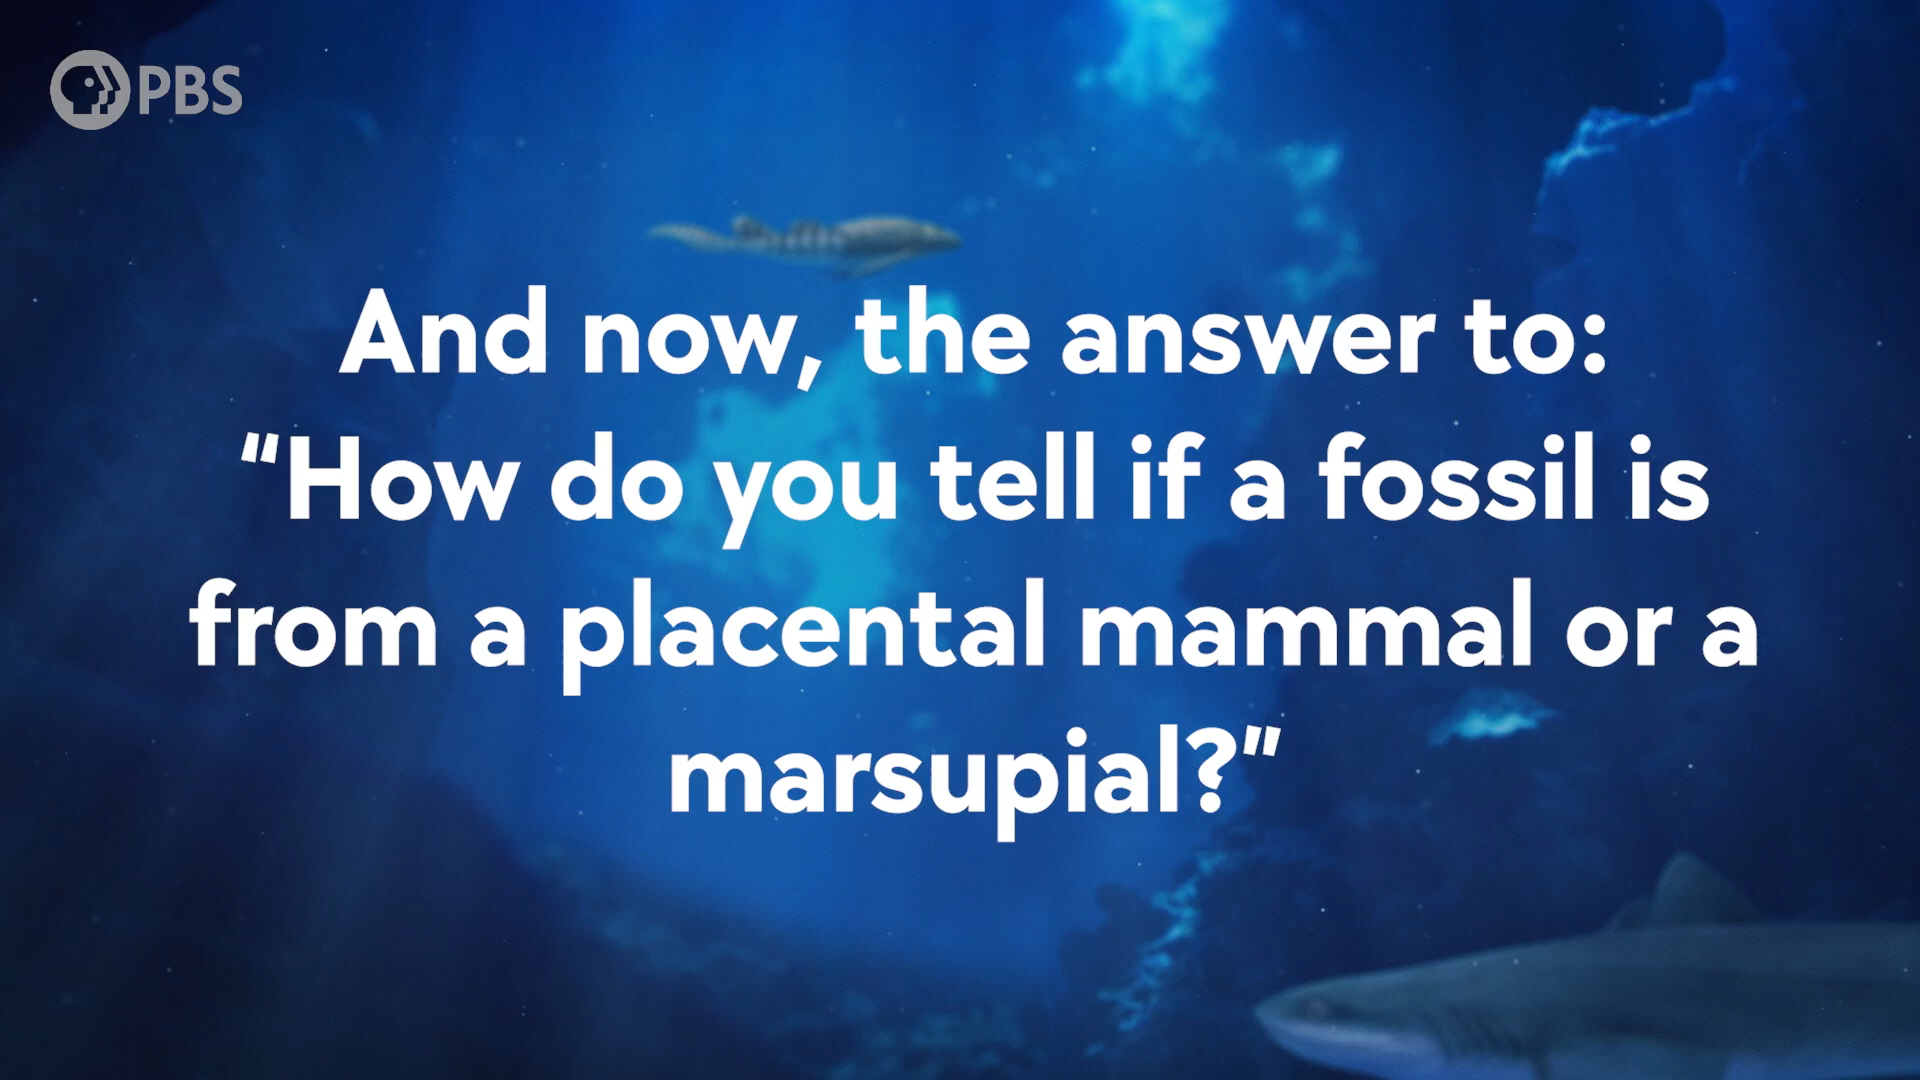 PBS
And now, the answer to:
“How do you tell if a fossil is
from a placental mammal or a
marsupial?”